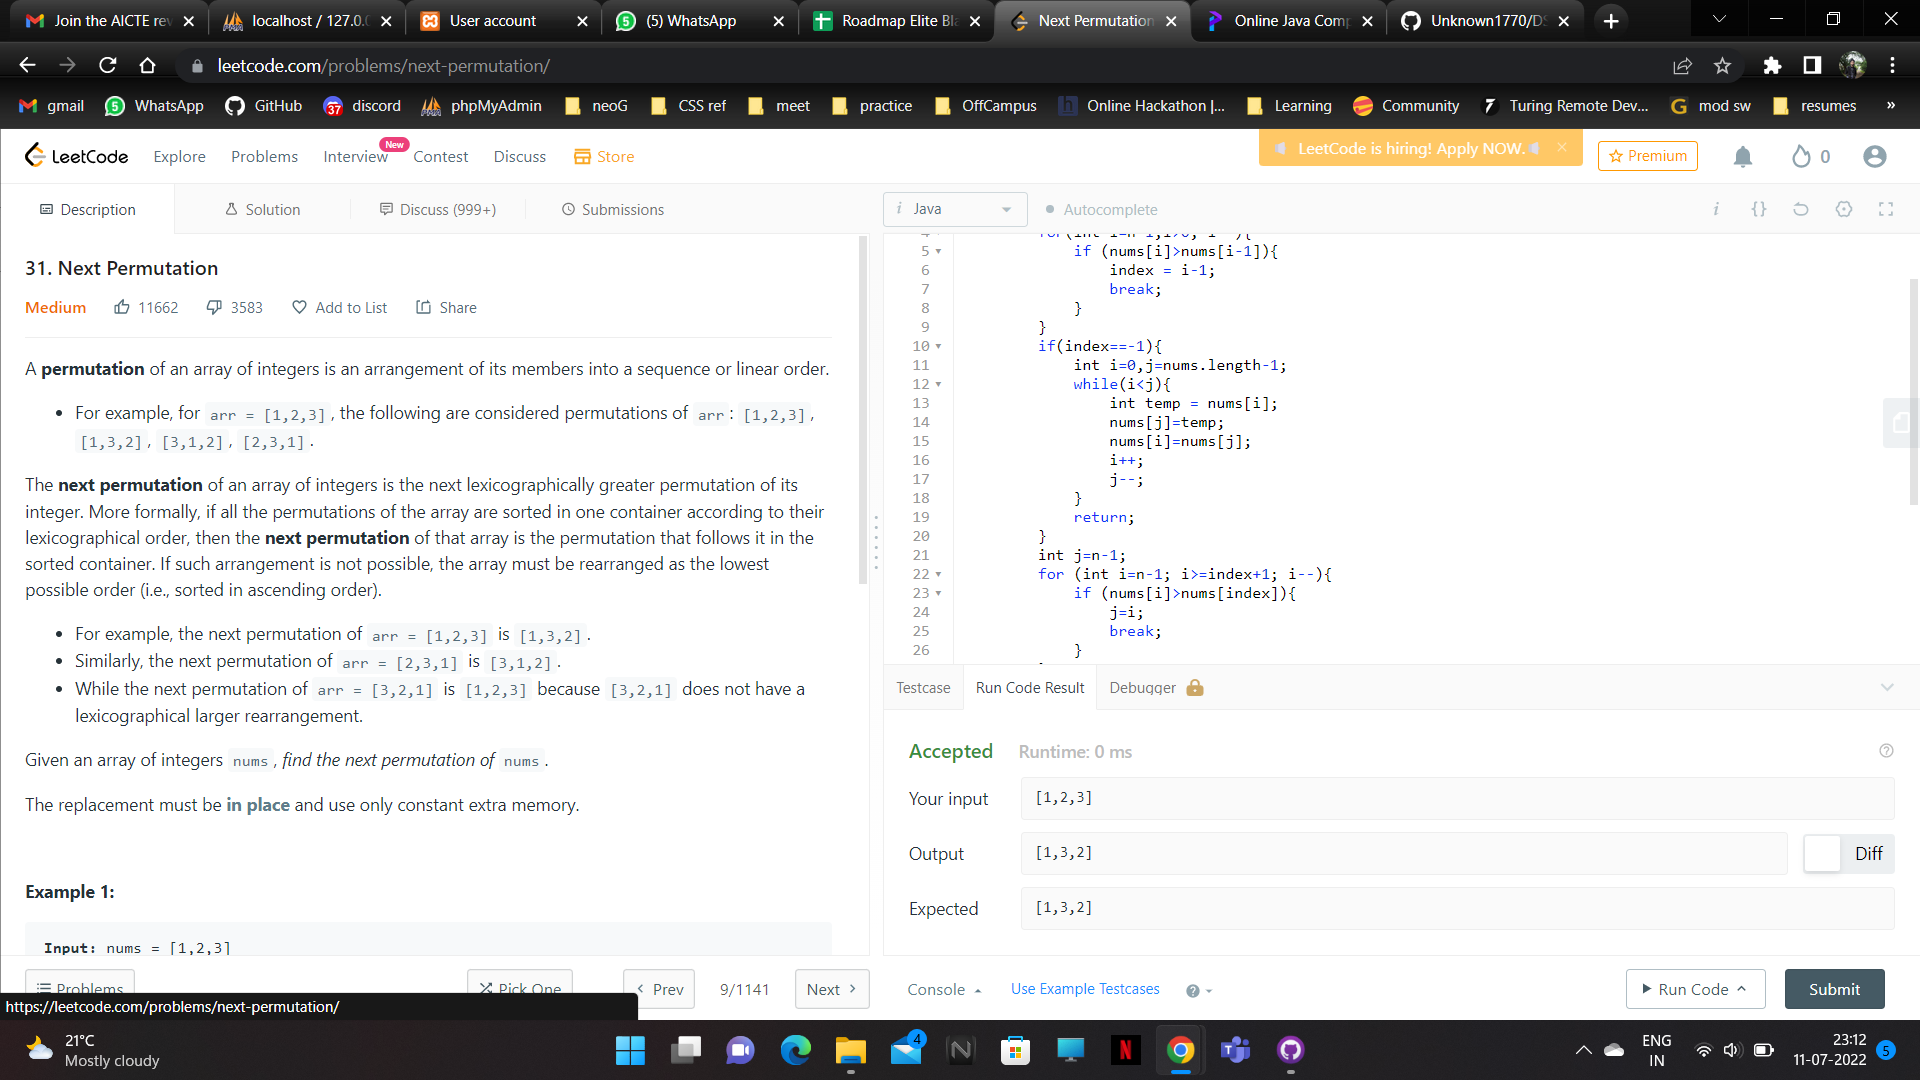 Join the AICTE rev
localhost / 127.0.0
User account
(5) WhatsApp
Roadmap Elite Bla
Next Permutation
Online Java Comp
Unknown1770/DS
leetcode.com/problems/next-permutation/
gmail
WhatsApp
GitHub
37
discord
phpMyAdmin
neoG
CSS ref
meet
practice
OffCampus
h
Online Hackathon |...
Learning
Community
Turing Remote Dev...
mod sw
resumes
»
LeetCode
Explore
Problems
Interview
New
Contest
Discuss
Store
LeetCode is hiring! Apply NOW.
Premium
0
Description
Solution
Discuss (999+)
Submissions
i Java
Autocomplete
i {}
31. Next Permutation
Medium 11662 3583 Add to List Share
A permutation of an array of integers is an arrangement of its members into a sequence or linear order.
• For example, for arr = [1,2,3], the following are considered permutations of arr: [1,2,3],
[1,3,2], [3,1,2], [2,3,1].
The next permutation of an array of integers is the next lexicographically greater permutation of its
integer. More formally, if all the permutations of the array are sorted in one container according to their
lexicographical order, then the next permutation of that array is the permutation that follows it in the
sorted container. If such arrangement is not possible, the array must be rearranged as the lowest
possible order (i.e., sorted in ascending order).
• For example, the next permutation of arr = [1,2,3] is [1,3,2].
• Similarly, the next permutation of arr = [2,3,1] is [3,1,2].
• While the next permutation of arr = [3,2,1] is [1,2,3] because [3,2,1] does not have a
lexicographical larger rearrangement.
Given an array of integers nums, find the next permutation of nums.
The replacement must be in place and use only constant extra memory.
Example 1:
Input: nums = [1,2,3]
5 if (nums[i]>nums[i-1]){
6 index = i-1;
7 break;
8 }
9 }
10 if(index==-1){
11 int i=0,j=nums.length-1;
12 while(i<j){
13 int temp = nums[i];
14 nums[j]=temp;
15 nums[i]=nums[j];
16 i++;
17 j--;
18 }
19 return;
20 }
21 int j=n-1;
22 for (int i=n-1; i>=index+1; i--){
23 if (nums[i]>nums[index]){
24 j=i;
25 break;
26 }
Testcase
Run Code Result
Debugger
Accepted Runtime: 0 ms
Your input [1,2,3]
Output [1,3,2]
Diff
Expected [1,3,2]
Problems
Pick One
< Prev
9/1141
Next >
Console
Use Example Testcases
Run Code
Submit
https://leetcode.com/problems/next-permutation/
21°C
Mostly cloudy
4
ENG
IN
23:12
11-07-2022
5